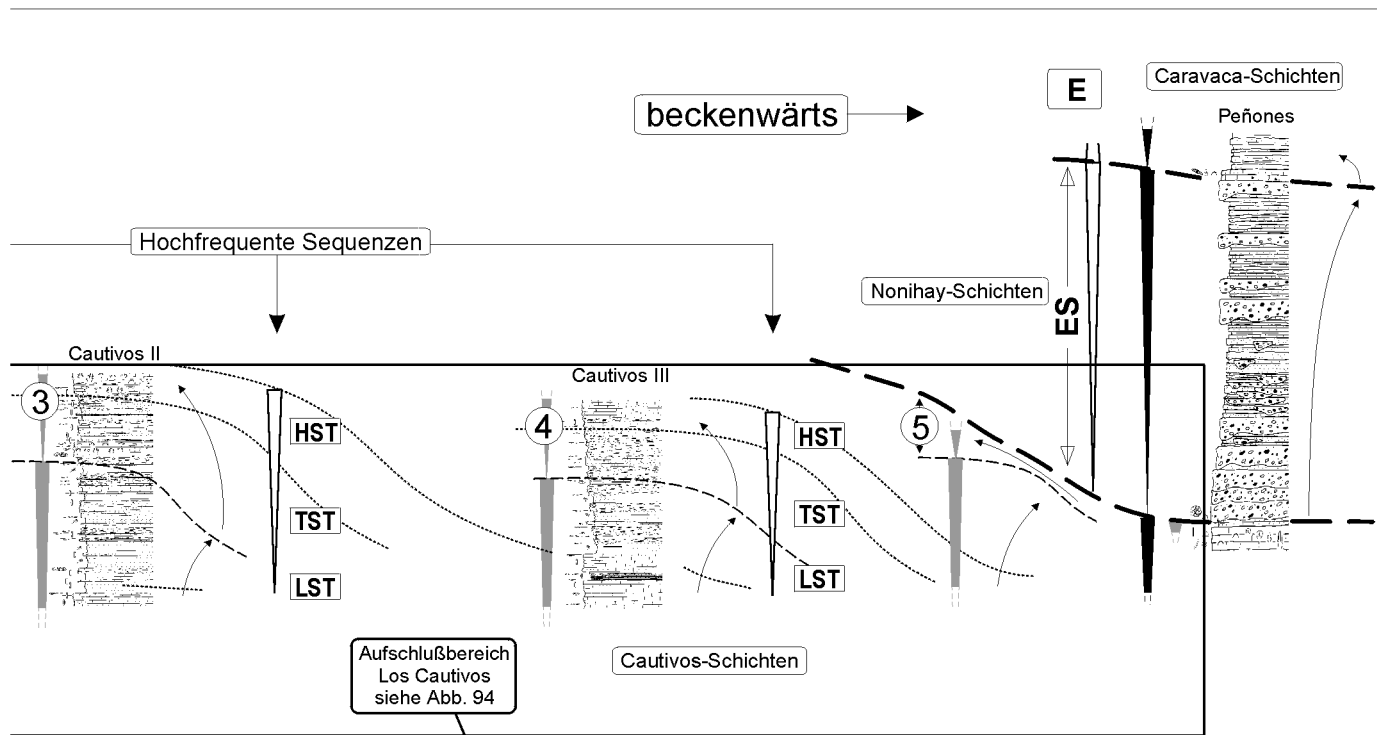 E
Caravaca-Schichten
beckenwärts
Peñones
Hochfrequente Sequenzen
Nonihay-Schichten
ES
Cautivos II
Cautivos III
3
HST
TST
LST
4
HST
TST
LST
5
Aufschlußbereich
Los Cautivos
siehe Abb. 94
Cautivos-Schichten